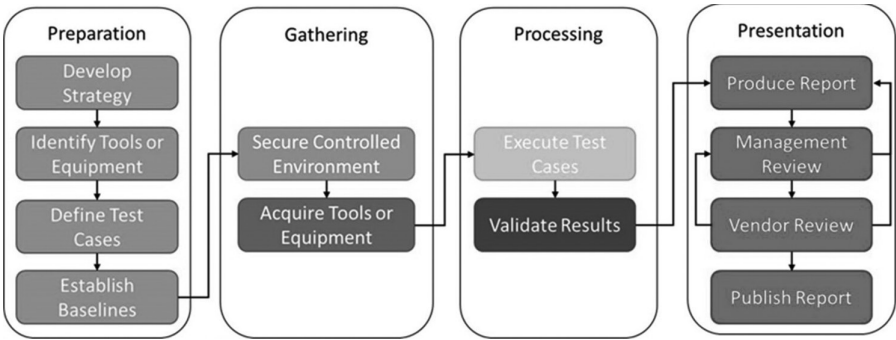 Preparation
Develop
Strategy
Identify Tools or
Equipment
Define Test
Cases
Establish
Baselines
Gathering
Secure Controlled
Environment
Acquire Tools or
Equipment
Processing
Execute Test
Cases
Validate Results
Presentation
Produce Report
Management
Review
Vendor Review
Publish Report